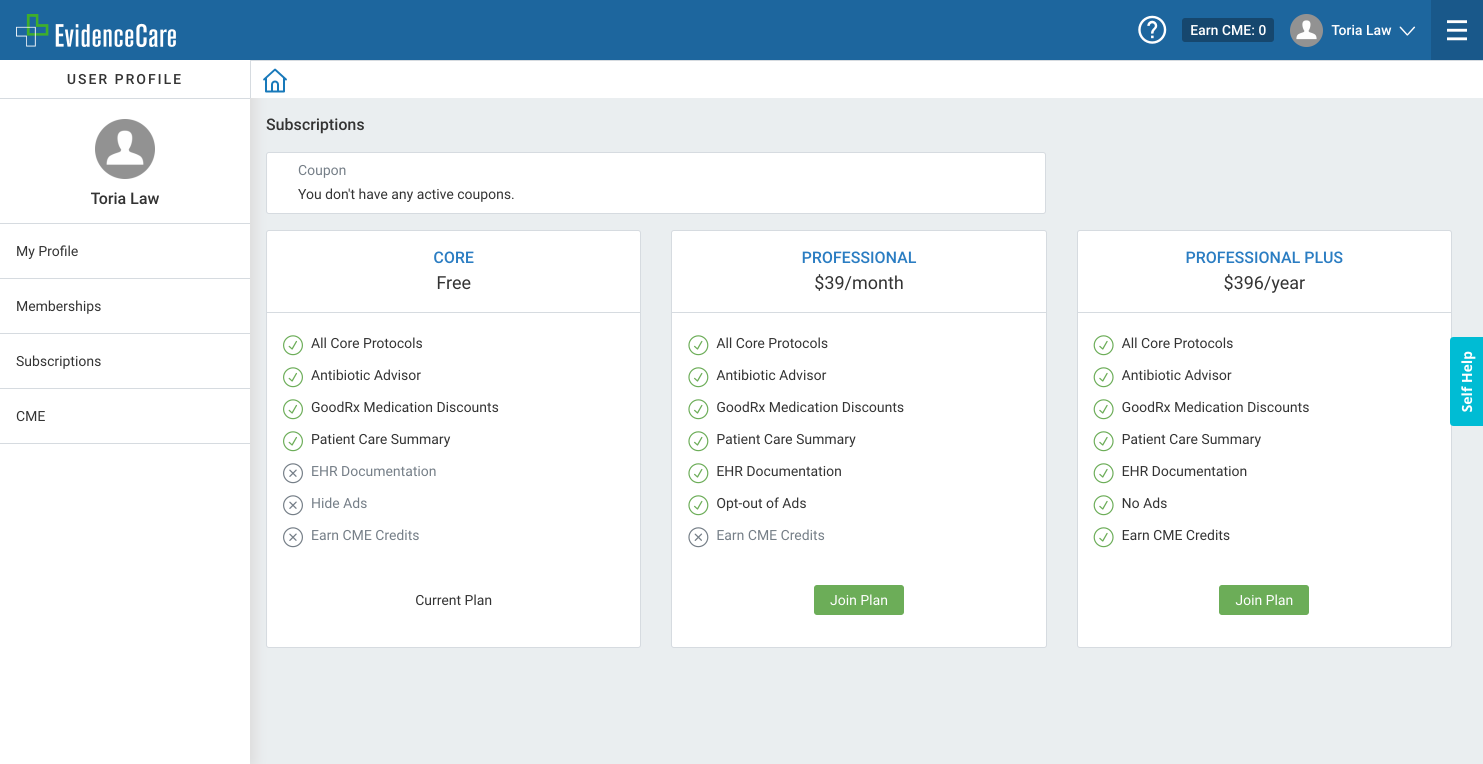 EvidenceCare
Earn CME: 0
Toria Law
USER PROFILE
Toria Law
My Profile
Memberships
Subscriptions
CME
Subscriptions
Coupon
You don't have any active coupons.
CORE
Free
All Core Protocols
Antibiotic Advisor
GoodRx Medication Discounts
Patient Care Summary
EHR Documentation
Hide Ads
Earn CME Credits
Current Plan
PROFESSIONAL
$39/month
All Core Protocols
Antibiotic Advisor
GoodRx Medication Discounts
Patient Care Summary
EHR Documentation
Opt-out of Ads
Earn CME Credits
Join Plan
PROFESSIONAL PLUS
$396/year
All Core Protocols
Antibiotic Advisor
GoodRx Medication Discounts
Patient Care Summary
EHR Documentation
No Ads
Earn CME Credits
Join Plan
Self Help